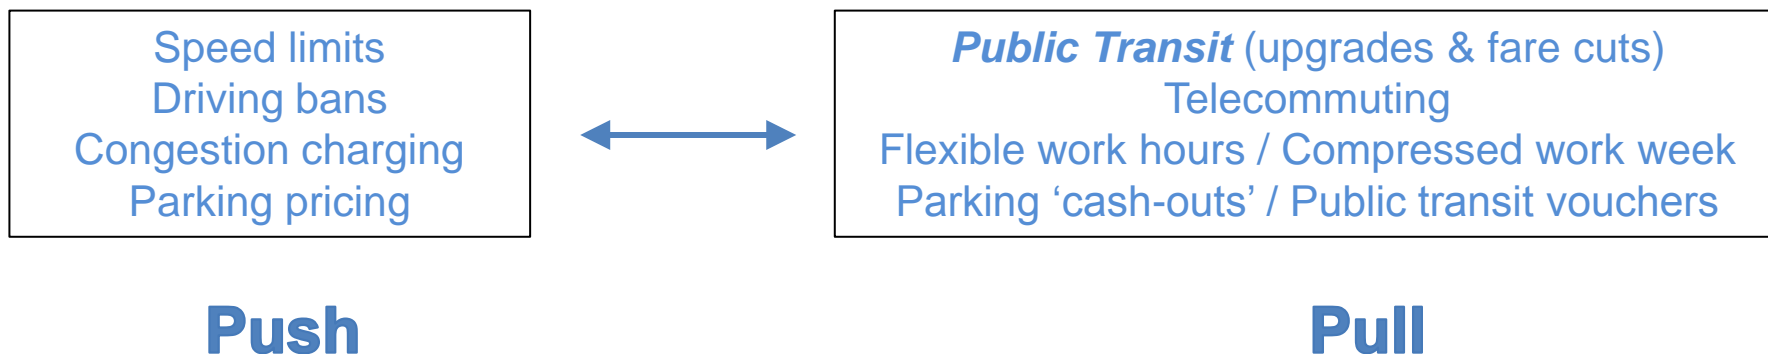 Speed limits
Driving bans
Congestion charging
Parking pricing
Public Transit (upgrades & fare cuts)
Telecommuting
Flexible work hours / Compressed work week
Parking ‘cash-outs’ / Public transit vouchers
Push
Pull